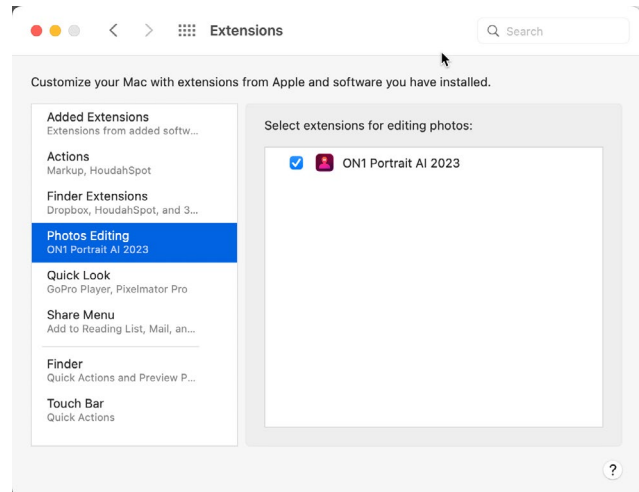 Extensions
Search
Customize your Mac with extensions from Apple and software you have installed.
Added Extensions
Extensions from added softw...
Actions
Markup, HoudahSpot
Finder Extensions
Dropbox, HoudahSpot, and 3...
Photos Editing
ON1 Portrait AI 2023
Quick Look
GoPro Player, Pixelmator Pro
Share Menu
Add to Reading List, Mail, an...
Finder
Quick Actions and Preview P...
Touch Bar
Quick Actions
Select extensions for editing photos:
ON1 Portrait AI 2023
?